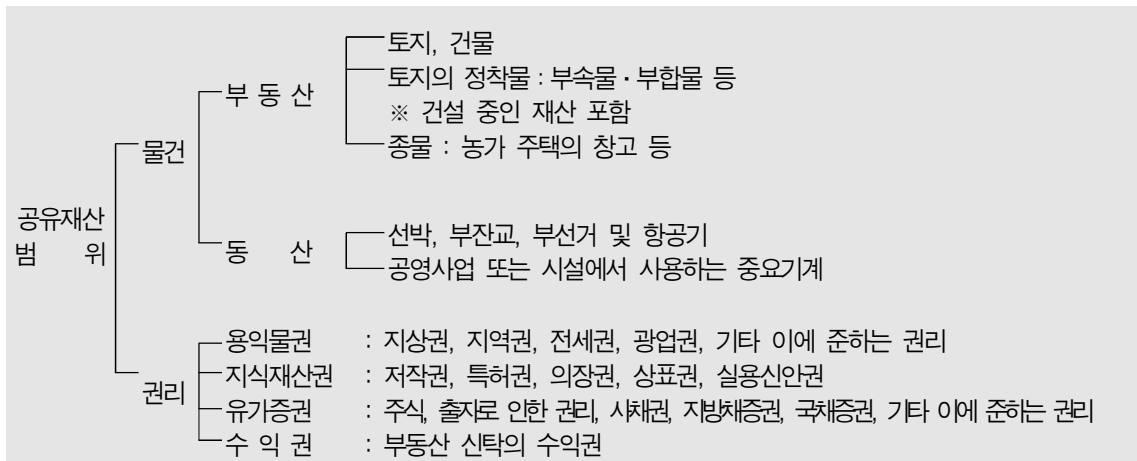 토지, 건물
부 동 산
토지의 정착물 : 부속물·부합물 등
※ 건설 중인 재산 포함
물건
종물 : 농가 주택의 창고 등
공유재산
범 위
동 산
선박, 부잔교, 부선거 및 항공기
공영사업 또는 시설에서 사용하는 중요기계
용익물권 : 지상권, 지역권, 전세권, 광업권, 기타 이에 준하는 권리
권리
지식재산권 : 저작권, 특허권, 의장권, 상표권, 실용신안권
유가증권 : 주식, 출자로 인한 권리, 사채권, 지방채증권, 국채증권, 기타 이에 준하는 권리
수 익 권 : 부동산 신탁의 수익권